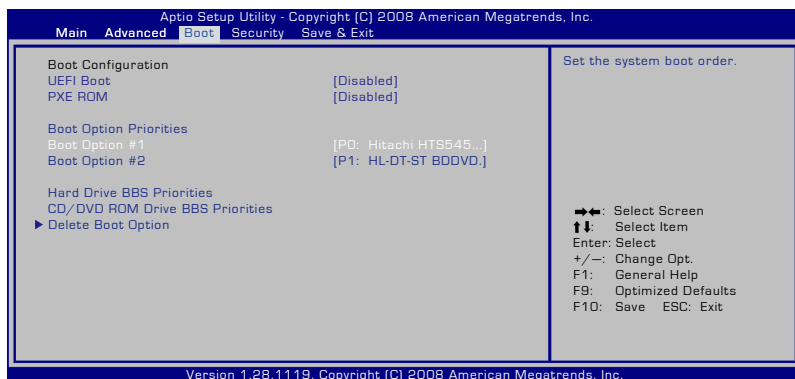 Aptio Setup Utility - Copyright (C) 2008 American Megatrends, Inc.
Main Advanced Boot Security Save & Exit
Boot Configuration
UEFI Boot [Disabled]
PXE ROM [Disabled]
Boot Option Priorities
Boot Option #1 [P0: Hitachi HTS545...]
Boot Option #2 [P1: HL-DT-ST BDDVD.]
Hard Drive BBS Priorities
CD/DVD ROM Drive BBS Priorities
Delete Boot Option
Set the system boot order.
→←: Select Screen
↑↓: Select Item
Enter: Select
+/—: Change Opt.
F1: General Help
F9: Optimized Defaults
F10: Save ESC: Exit
Version 1.28.1119. Copyright (C) 2008 American Megatrends, Inc.